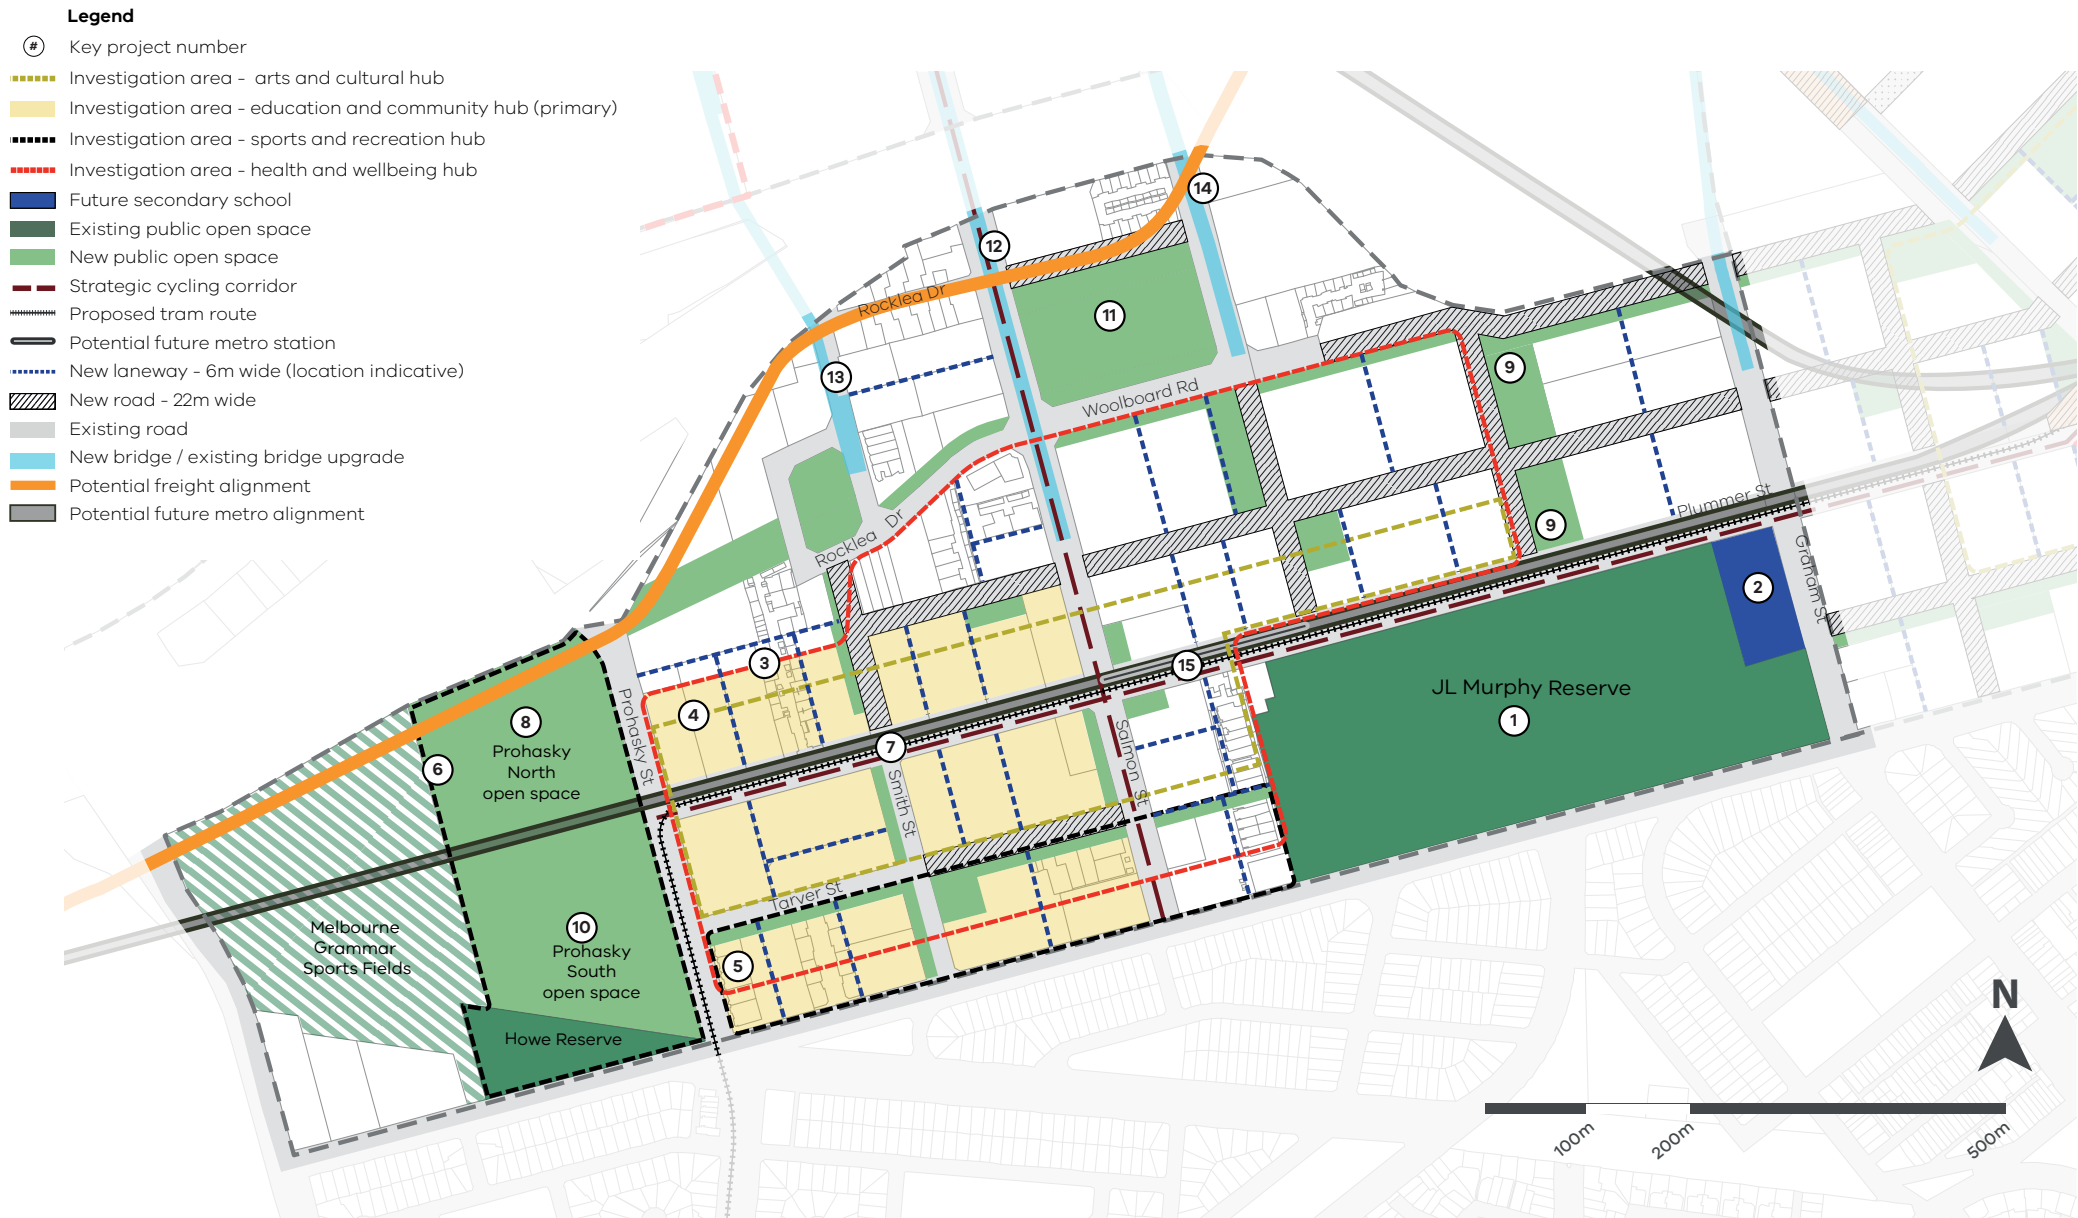 Legend
# Key project number
Investigation area - arts and cultural hub
Investigation area - education and community hub (primary)
Investigation area - sports and recreation hub
Investigation area - health and wellbeing hub
Future secondary school
Existing public open space
New public open space
Strategic cycling corridor
Proposed tram route
Potential future metro station
New laneway - 6m wide (location indicative)
New road - 22m wide
Existing road
New bridge / existing bridge upgrade
Potential freight alignment
Potential future metro alignment
14
12
Rocklea Dr
11
13
9
Woolboard Rd
Plummer St
9
Rocklea Dr
Graham St
2
3
15
JL Murphy Reserve
1
4
Prohasky St
8
Prohasky
North
open space
6
7
Salmon St
Smith St
Tarver St
Melbourne
Grammar
Sports Fields
10
Prohasky
South
open space
5
Howe Reserve
N
100m
200m
500m